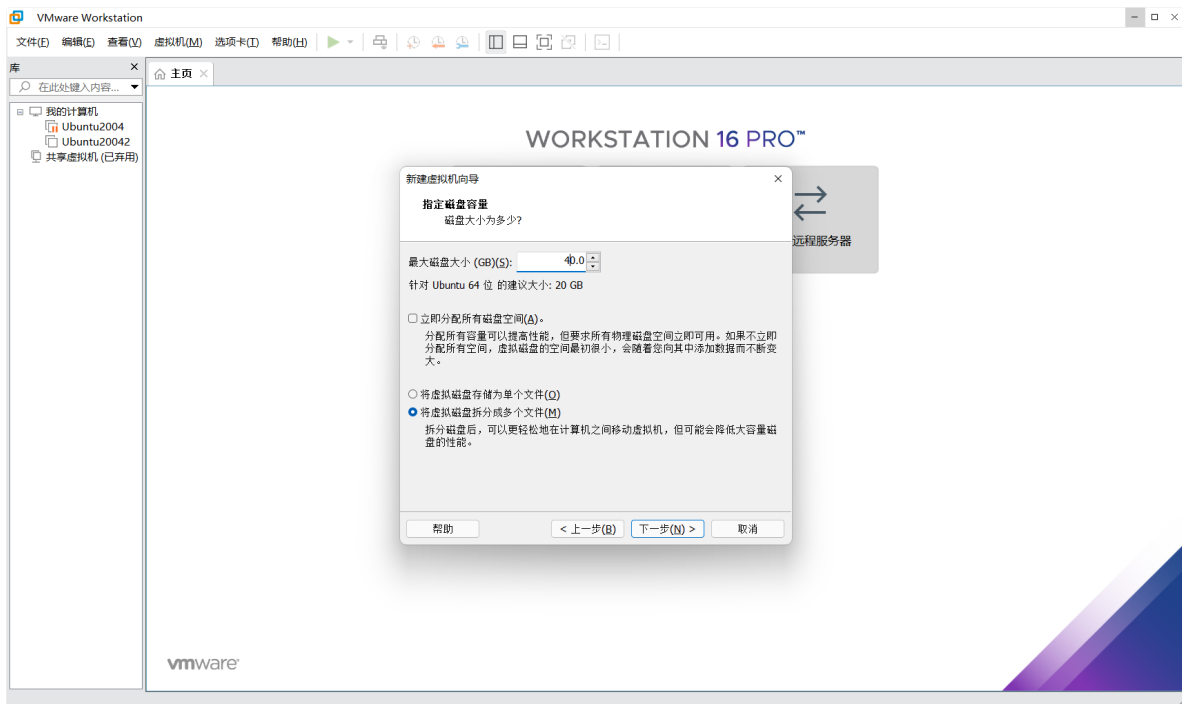 VMware Workstation
文件(F) 编辑(E) 查看(V) 虚拟机(M) 选项卡(T) 帮助(H)
库
在此处键入内容...
主页
我的计算机
Ubuntu2004
Ubuntu20042
共享虚拟机 (已弃用)
WORKSTATION 16 PRO™
远程服务器
新建虚拟机向导
指定磁盘容量
磁盘大小为多少?
最大磁盘大小 (GB)(S): 40.0
针对 Ubuntu 64 位 的建议大小: 20 GB
立即分配所有磁盘空间(A)。
分配所有容量可以提高性能，但要求所有物理磁盘空间立即可用。如果不立即
分配所有空间，虚拟磁盘的空间最初很小，会随着您向其中添加数据而不断变
大。
将虚拟磁盘存储为单个文件(O)
将虚拟磁盘拆分成多个文件(M)
拆分磁盘后，可以更轻松地在计算机之间移动虚拟机，但可能会降低大容量磁
盘的性能。
帮助 < 上一步(B) 下一步(N) > 取消
vmware